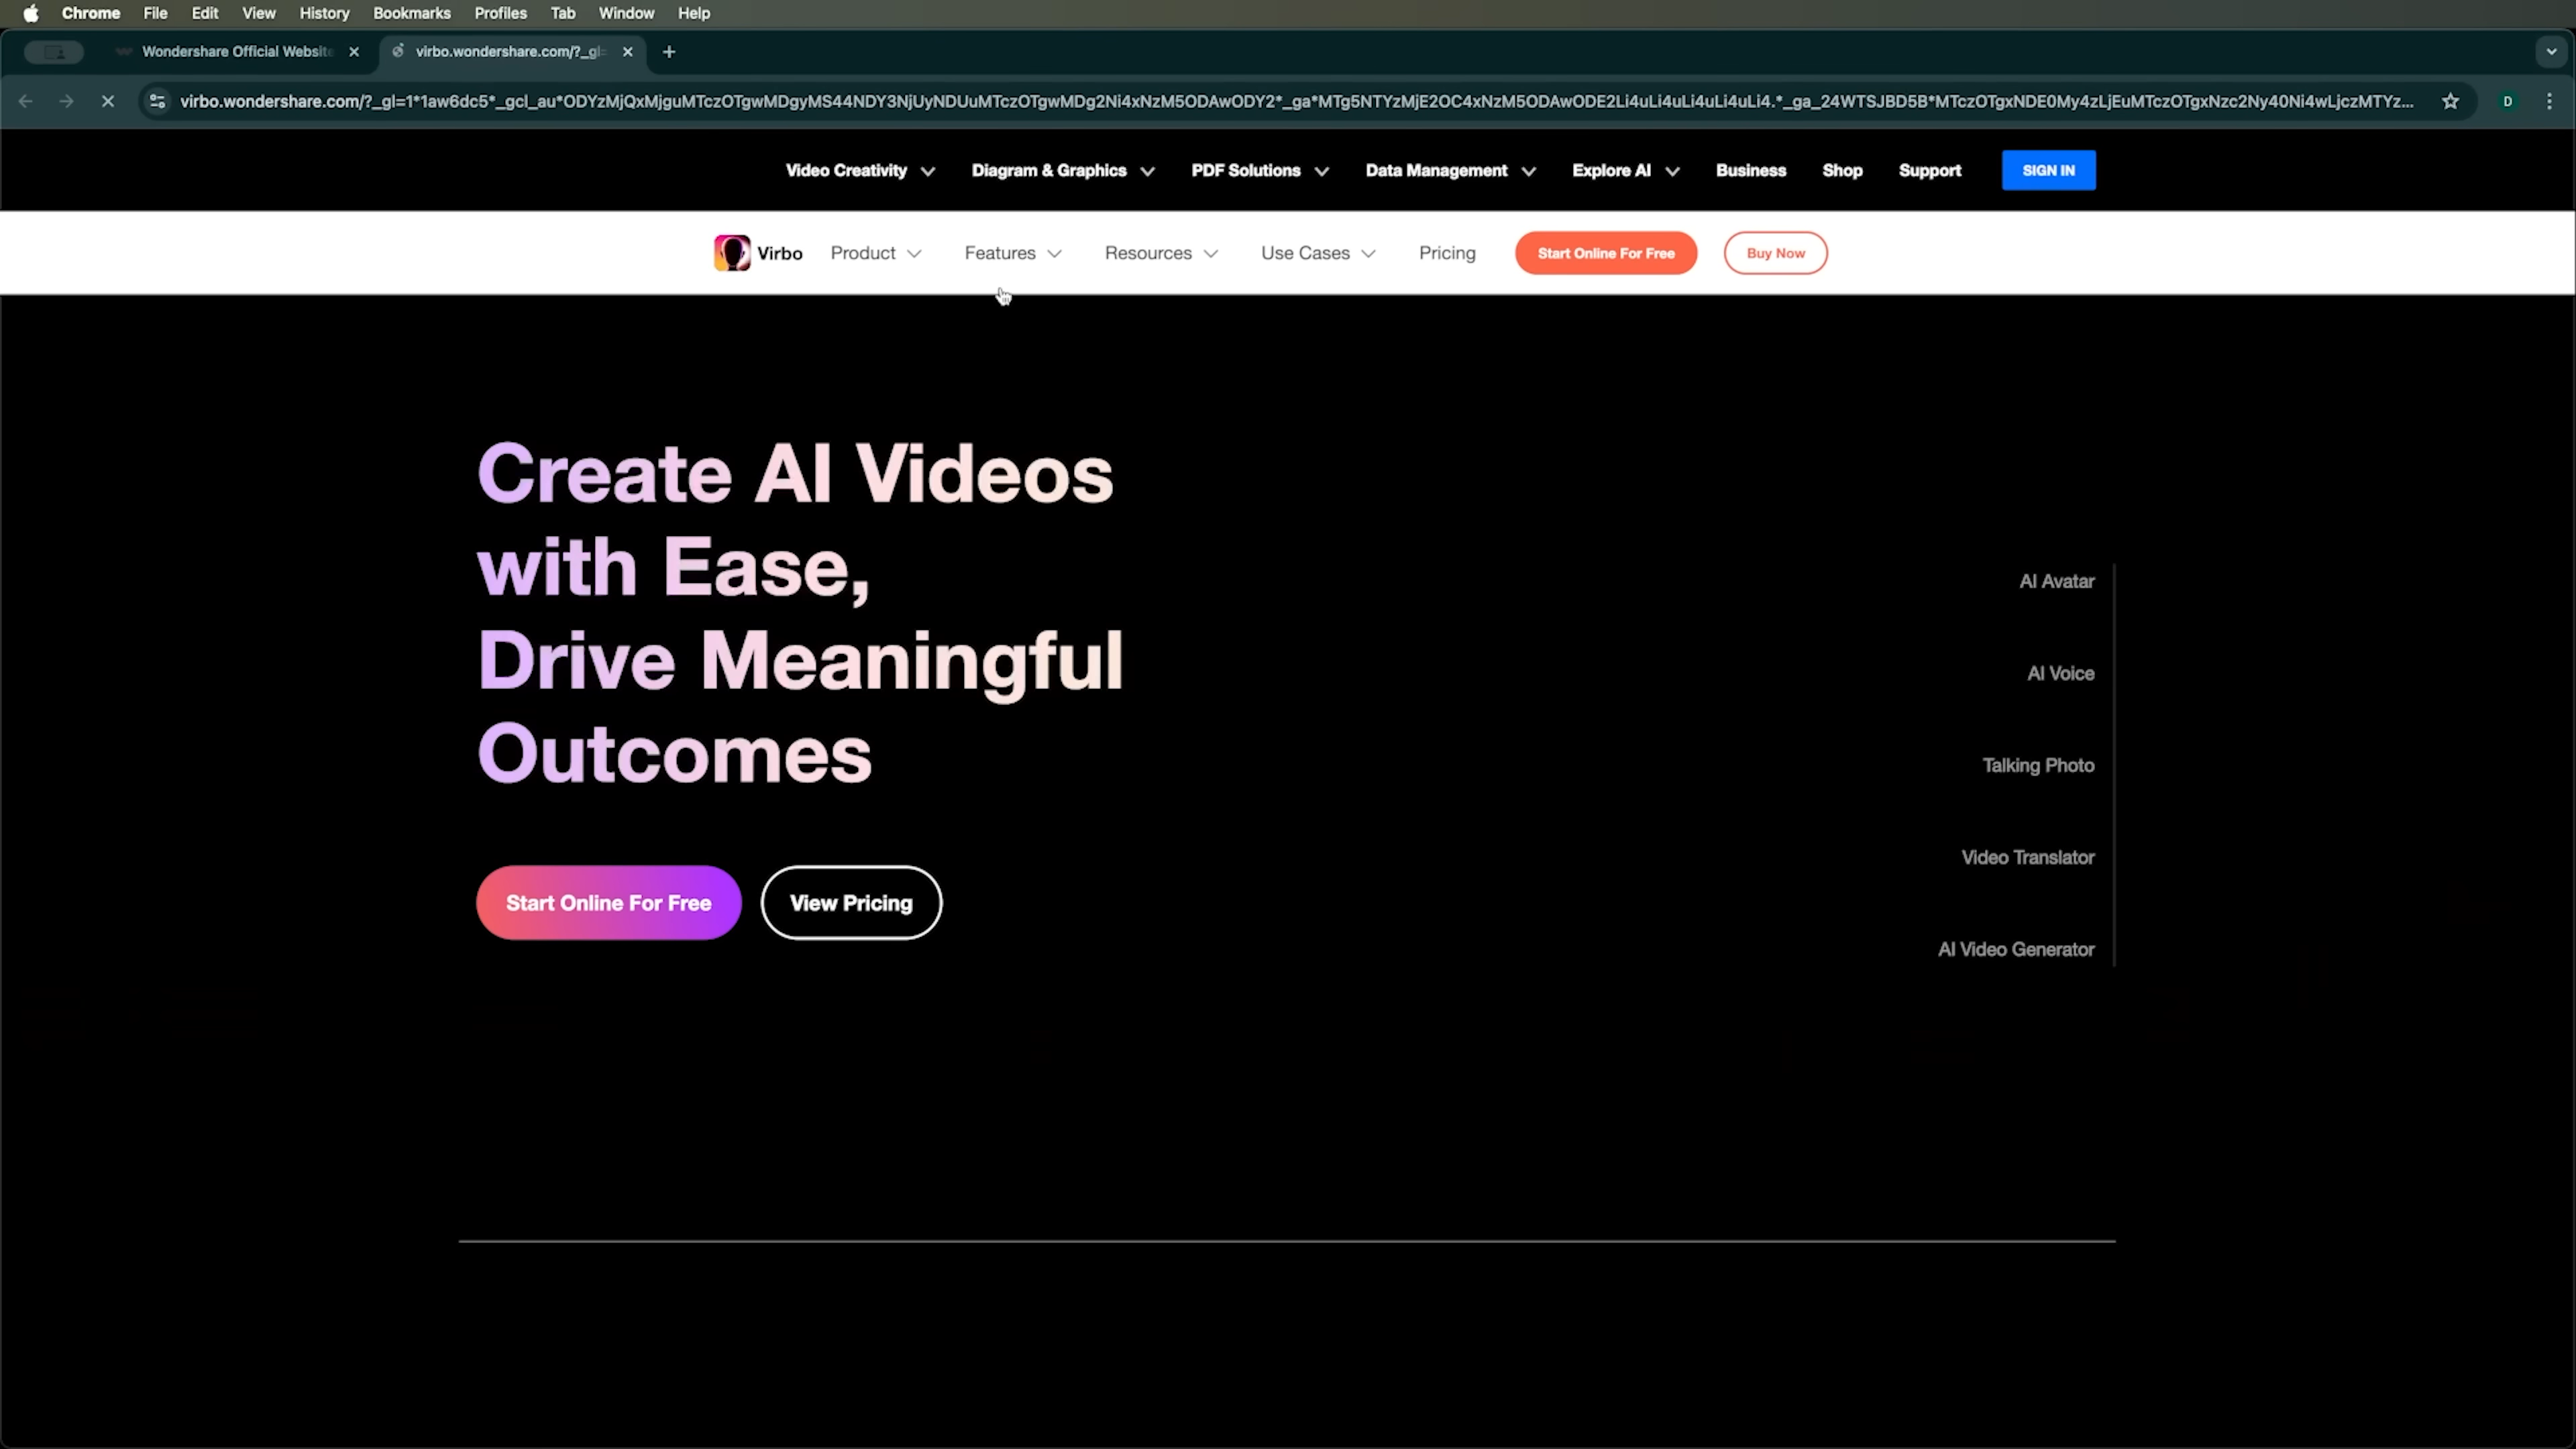 Chrome File Edit View History Bookmarks Profiles Tab Window Help
Wondershare Official Website virbo.wondershare.com/?_gl=
virbo.wondershare.com/?_gl=1*1aw6dc5*_gcl_au*ODYzMjQxMjguMTczOTgwMDgyMS44NDY3NjUyNDUuMTczOTgwMDg2Ni4xNzM5ODAwODY2*_ga*MTg5NTYzMjE2OC4xNzM5ODAwODE2Li4uLi4uLi4uLi4uLi4.*_ga_24WTSJBD5B*MTczOTgxNDE0My4zLjEuMTczOTgxNzc2Ny40Ni4wLjczMTYz... D
Video Creativity Diagram & Graphics PDF Solutions Data Management Explore AI Business Shop Support SIGN IN
Virbo Product Features Resources Use Cases Pricing Start Online For Free Buy Now
Create AI Videos
with Ease,
Drive Meaningful
Outcomes
Start Online For Free View Pricing
AI Avatar
AI Voice
Talking Photo
Video Translator
AI Video Generator